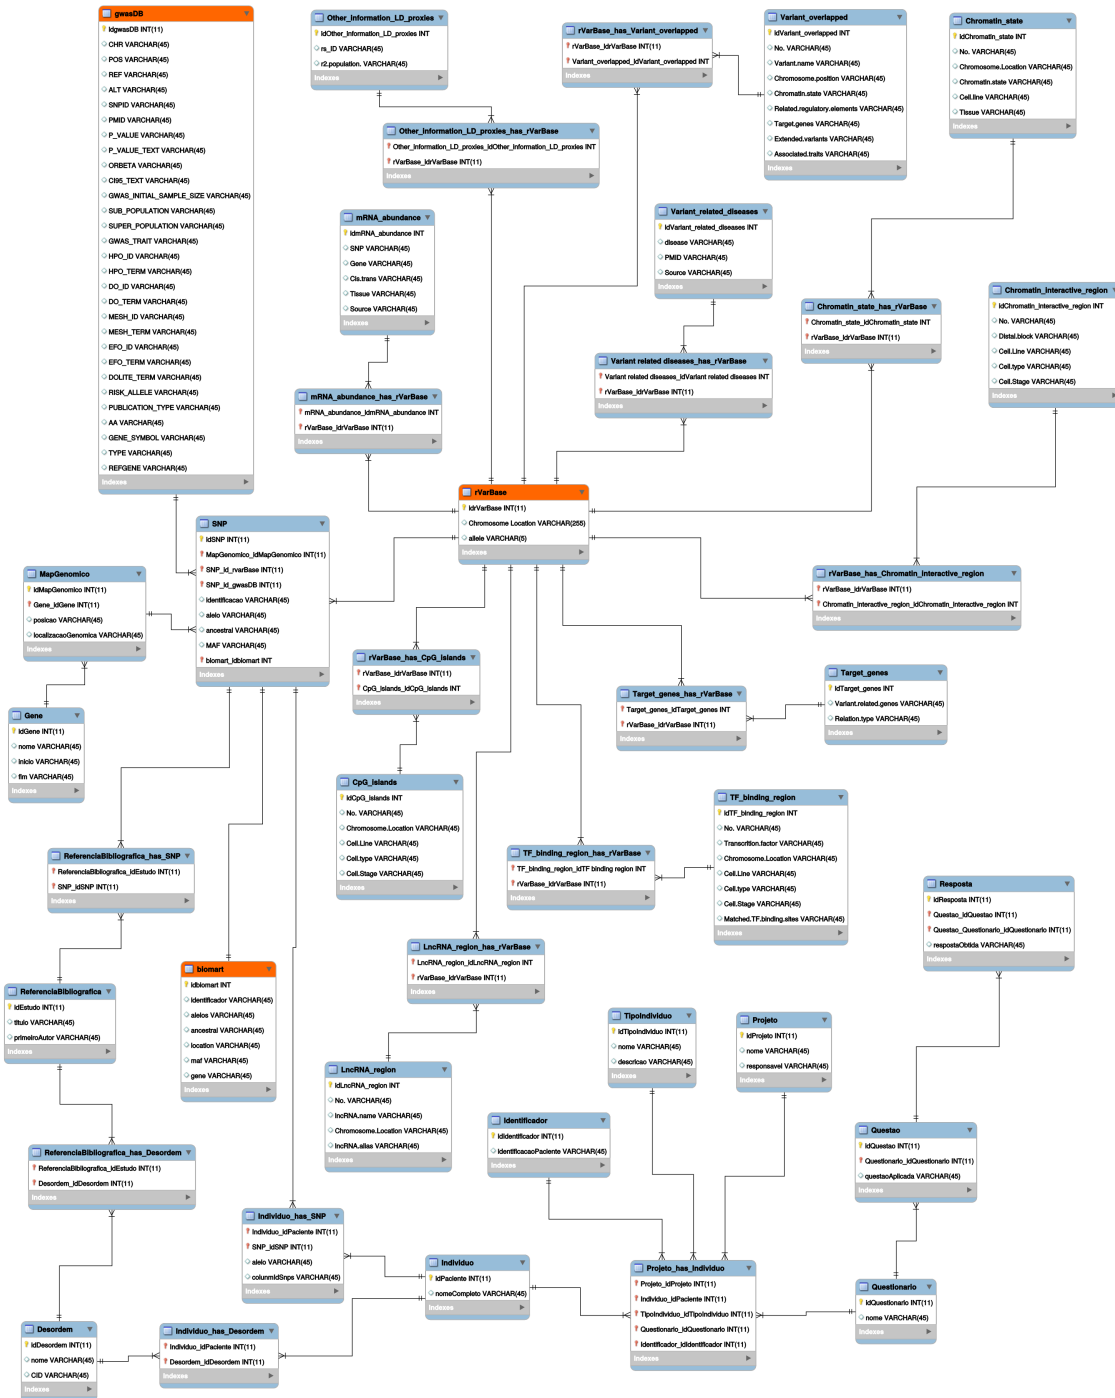 gwasDB
idgwasDB INT(11)
CHR VARCHAR(45)
POS VARCHAR(45)
REF VARCHAR(45)
ALT VARCHAR(45)
SNPID VARCHAR(45)
PMID VARCHAR(45)
P_VALUE VARCHAR(45)
P_VALUE_TEXT VARCHAR(45)
ORBETA VARCHAR(45)
CI95_TEXT VARCHAR(45)
GWAS_INITIAL_SAMPLE_SIZE VARCHAR(45)
SUB_POPULATION VARCHAR(45)
SUPER_POPULATION VARCHAR(45)
GWAS_TRAIT VARCHAR(45)
HPO_ID VARCHAR(45)
HPO_TERM VARCHAR(45)
DO_ID VARCHAR(45)
DO_TERM VARCHAR(45)
MESH_ID VARCHAR(45)
MESH_TERM VARCHAR(45)
EFO_ID VARCHAR(45)
EFO_TERM VARCHAR(45)
DOLITE_TERM VARCHAR(45)
RISK_ALLELE VARCHAR(45)
PUBLICATION_TYPE VARCHAR(45)
AA VARCHAR(45)
GENE_SYMBOL VARCHAR(45)
TYPE VARCHAR(45)
REFGENE VARCHAR(45)
Indexes
Other_information_LD_proxies
idOther_information_LD_proxies INT
rs_ID VARCHAR(45)
r2.population. VARCHAR(45)
Indexes
rVarBase_has_Variant_overlapped
rVarBase_idrVarBase INT(11)
Variant_overlapped_idVariant_overlapped INT
Indexes
Variant_overlapped
idVariant_overlapped INT
No. VARCHAR(45)
Variant.name VARCHAR(45)
Chromosome.position VARCHAR(45)
Chromatin.state VARCHAR(45)
Related.regulatory.elements VARCHAR(45)
Target.genes VARCHAR(45)
Extended.variants VARCHAR(45)
Associated.traits VARCHAR(45)
Indexes
Chromatin_state
idChromatin_state INT
No. VARCHAR(45)
Chromosome.Location VARCHAR(45)
Chromatin.state VARCHAR(45)
Cell.line VARCHAR(45)
Tissue VARCHAR(45)
Indexes
Other_information_LD_proxies_has_rVarBase
Other_information_LD_proxies_idOther_information_LD_proxies INT
rVarBase_idrVarBase INT(11)
Indexes
mRNA_abundance
idmRNA_abundance INT
SNP VARCHAR(45)
Gene VARCHAR(45)
Cis.trans VARCHAR(45)
Tissue VARCHAR(45)
Source VARCHAR(45)
Indexes
Variant_related_diseases
idVariant_related_diseases INT
disease VARCHAR(45)
PMID VARCHAR(45)
Source VARCHAR(45)
Indexes
Chromatin_state_has_rVarBase
Chromatin_state_idChromatin_state INT
rVarBase_idrVarBase INT(11)
Indexes
Chromatin_interactive_region
idChromatin_interactive_region INT
No. VARCHAR(45)
Distal.block VARCHAR(45)
Cell.Line VARCHAR(45)
Cell.type VARCHAR(45)
Cell.Stage VARCHAR(45)
Indexes
mRNA_abundance_has_rVarBase
mRNA_abundance_idmRNA_abundance INT
rVarBase_idrVarBase INT(11)
Indexes
Variant related diseases_has_rVarBase
Variant related diseases_idVariant related diseases INT
rVarBase_idrVarBase INT(11)
Indexes
rVarBase
idrVarBase INT(11)
Chromosome Location VARCHAR(255)
allele VARCHAR(5)
Indexes
SNP
idSNP INT(11)
MapGenomico_idMapGenomico INT(11)
SNP_id_rvarBase INT(11)
SNP_id_gwasDB INT(11)
identificacao VARCHAR(45)
alelo VARCHAR(45)
ancestral VARCHAR(45)
MAF VARCHAR(45)
biomart_idbiomart INT
Indexes
MapGenomico
idMapGenomico INT(11)
Gene_idGene INT(11)
posicao VARCHAR(45)
localizacaoGenomica VARCHAR(45)
Indexes
rVarBase_has_Chromatin_interactive_region
rVarBase_idrVarBase INT(11)
Chromatin_interactive_region_idChromatin_interactive_region INT
Indexes
rVarBase_has_CpG_islands
rVarBase_idrVarBase INT(11)
CpG_islands_idCpG_islands INT
Indexes
Target_genes_has_rVarBase
Target_genes_idTarget_genes INT
rVarBase_idrVarBase INT(11)
Indexes
Target_genes
idTarget_genes INT
Variant.related.genes VARCHAR(45)
Relation.type VARCHAR(45)
Indexes
Gene
idGene INT(11)
nome VARCHAR(45)
inicio VARCHAR(45)
fim VARCHAR(45)
Indexes
CpG_islands
idCpG_islands INT
No. VARCHAR(45)
Chromosome.Location VARCHAR(45)
Cell.Line VARCHAR(45)
Cell.type VARCHAR(45)
Cell.Stage VARCHAR(45)
Indexes
TF_binding_region
idTF_binding_region INT
No. VARCHAR(45)
Transcrition.factor VARCHAR(45)
Chromosome.Location VARCHAR(45)
Cell.Line VARCHAR(45)
Cell.type VARCHAR(45)
Cell.Stage VARCHAR(45)
Matched.TF.binding.sites VARCHAR(45)
Indexes
TF_binding_region_has_rVarBase
TF_binding_region_idTF binding region INT
rVarBase_idrVarBase INT(11)
Indexes
ReferenciaBibliografica_has_SNP
ReferenciaBibliografica_idEstudo INT(11)
SNP_idSNP INT(11)
Indexes
Resposta
idResposta INT(11)
Questao_idQuestao INT(11)
Questao_Questionario_idQuestionario INT(11)
respostaObtida VARCHAR(45)
Indexes
LncRNA_region_has_rVarBase
LncRNA_region_idLncRNA_region INT
rVarBase_idrVarBase INT(11)
Indexes
biomart
idbiomart INT
identificador VARCHAR(45)
alelos VARCHAR(45)
ancestral VARCHAR(45)
location VARCHAR(45)
maf VARCHAR(45)
gene VARCHAR(45)
Indexes
ReferenciaBibliografica
idEstudo INT(11)
titulo VARCHAR(45)
primeiroAutor VARCHAR(45)
Indexes
TipoIndividuo
idTipoIndividuo INT(11)
nome VARCHAR(45)
descricao VARCHAR(45)
Indexes
Projeto
idProjeto INT(11)
nome VARCHAR(45)
responsavel VARCHAR(45)
Indexes
LncRNA_region
idLncRNA_region INT
No. VARCHAR(45)
lncRNA.name VARCHAR(45)
Chromosome.Location VARCHAR(45)
lncRNA.alias VARCHAR(45)
Indexes
Identificador
idIdentificador INT(11)
identificacaoPaciente VARCHAR(45)
Indexes
Questao
idQuestao INT(11)
Questionario_idQuestionario INT(11)
questaoAplicada VARCHAR(45)
Indexes
ReferenciaBibliografica_has_Desordem
ReferenciaBibliografica_idEstudo INT(11)
Desordem_idDesordem INT(11)
Indexes
Individuo_has_SNP
Individuo_idPaciente INT(11)
SNP_idSNP INT(11)
alelo VARCHAR(45)
colunmIdSnps VARCHAR(45)
Indexes
Individuo
idPaciente INT(11)
nomeCompleto VARCHAR(45)
Indexes
Projeto_has_Individuo
Projeto_idProjeto INT(11)
Individuo_idPaciente INT(11)
TipoIndividuo_idTipoIndividuo INT(11)
Questionario_idQuestionario INT(11)
Identificador_idIdentificador INT(11)
Indexes
Questionario
idQuestionario INT(11)
nome VARCHAR(45)
Indexes
Desordem
idDesordem INT(11)
nome VARCHAR(45)
CID VARCHAR(45)
Indexes
Individuo_has_Desordem
Individuo_idPaciente INT(11)
Desordem_idDesordem INT(11)
Indexes